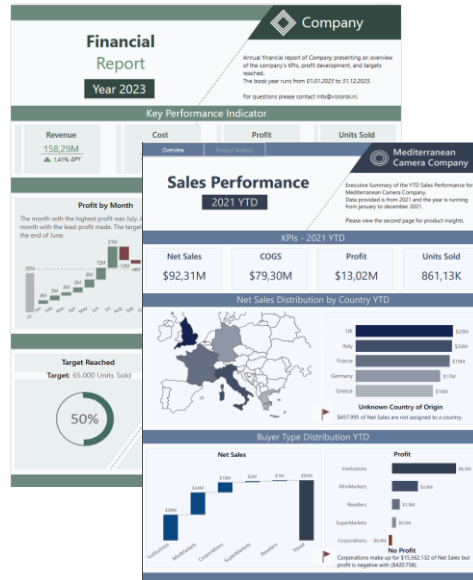 Company
Financial
Report
Year 2023
Annual financial report of Company presenting an overview
of the company's KPIs, profit development, and targets
reached.
The book year runs from 01.01.2023 to 31.12.2023.
For questions please contact info@visionbi.nl.
Key Performance Indicator
Revenue
158,29M
1,41% ΔPY
Cost
Profit
Units Sold
Profit by Month
The month with the highest profit was July.
month with the least profit made. The target
the end of June.
Target Reached
Target: 65.000 Units Sold
50%
Overview
Product Analysis
Mediterranean
Camera Company
Sales Performance
2021 YTD
Executive Summary of the YTD Sales Performance for
Mediterranean Camera Company.
Data provided is from 2021 and the year is running
from january to december 2021.
Please view the second page for product insights.
KPIs - 2021 YTD
Net Sales
$92,31M
COGS
$79,30M
Profit
$13,02M
Units Sold
861,13K
Net Sales Distribution by Country YTD
UK
$20M
Italy
$20M
France
$19M
Germany
$17M
Greece
$16M
Unknown Country of Origin
$457.995 of Net Sales are not assigned to a country.
Buyer Type Distribution YTD
Net Sales
Institutions
MiniMarkets
Corporations
SuperMarkets
Resellers
Profit
Institutions
MiniMarkets
Resellers
SuperMarkets
Corporations
No Profit
Corporations make up for $15,562.132 of Net Sales but
profit is negative with ($420.758).